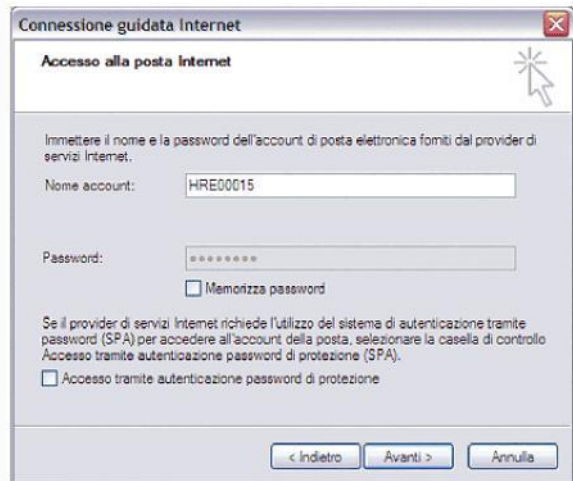 Connessione guidata Internet
Accesso alla posta Internet
Immettere il nome e la password dell'account di posta elettronica forniti dal provider di
servizi Internet.
Nome account: HRE00015
Password: ●●●●●●●●
Memorizza password
Se il provider di servizi Internet richiede l'utilizzo del sistema di autenticazione tramite
password (SPA) per accedere all'account della posta, selezionare la casella di controllo
Accesso tramite autenticazione password di protezione (SPA).
Accesso tramite autenticazione password di protezione
< Indietro Avanti > Annulla